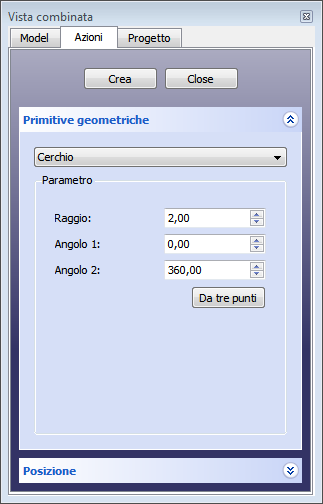 Vista combinata
Model Azioni Progetto
Crea Close
Primitive geometriche
Cerchio
Parametro
Raggio: 2,00
Angolo 1: 0,00
Angolo 2: 360,00
Da tre punti
Posizione